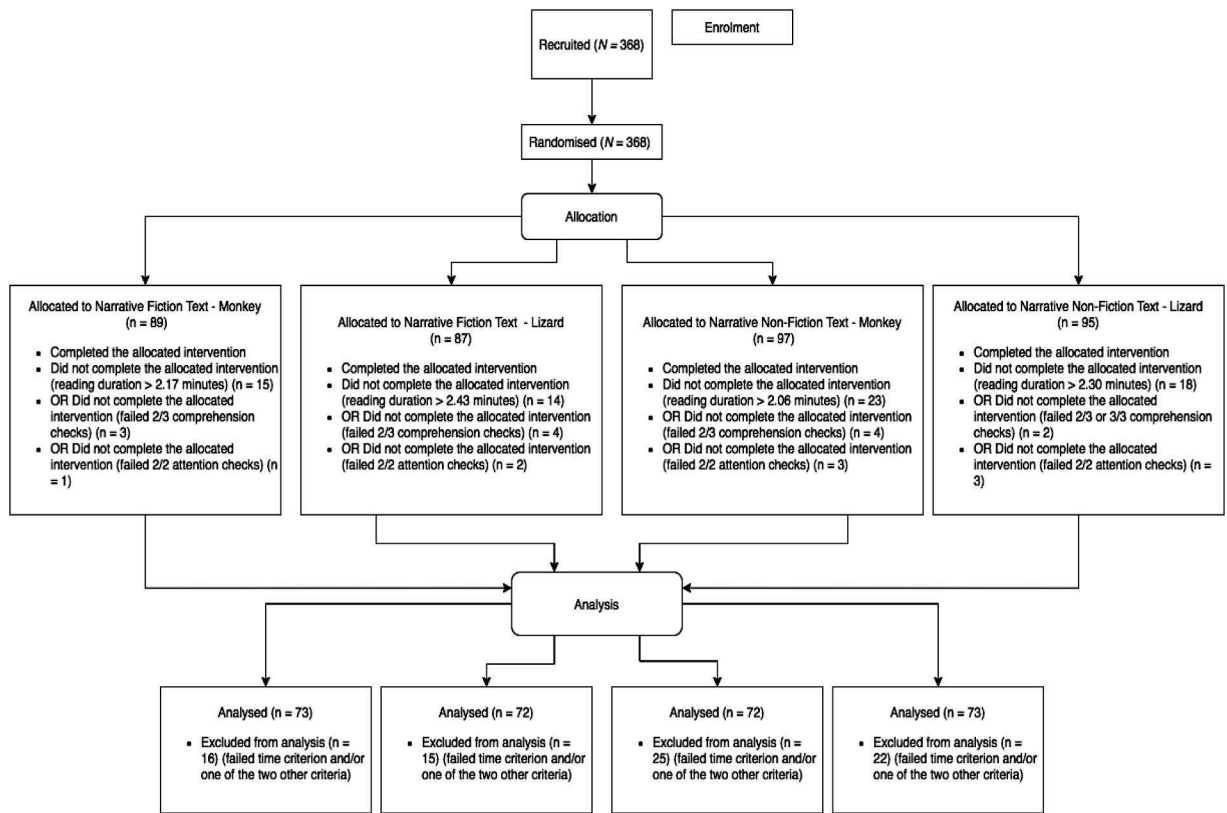 Recruited (N = 368)
Enrolment
Randomised (N = 368)
Allocation
Allocated to Narrative Fiction Text - Monkey
(n = 89)
• Completed the allocated intervention
• Did not complete the allocated intervention
(reading duration > 2.17 minutes) (n = 15)
• OR Did not complete the allocated
intervention (failed 2/3 comprehension
checks) (n = 3)
• OR Did not complete the allocated
intervention (failed 2/2 attention checks) (n
= 1)
Allocated to Narrative Fiction Text - Lizard
(n = 87)
• Completed the allocated intervention
• Did not complete the allocated intervention
(reading duration > 2.43 minutes) (n = 14)
• OR Did not complete the allocated intervention
(failed 2/3 comprehension checks) (n = 4)
• OR Did not complete the allocated intervention
(failed 2/2 attention checks) (n = 2)
Allocated to Narrative Non-Fiction Text - Monkey
(n = 97)
• Completed the allocated intervention
• Did not complete the allocated intervention
(reading duration > 2.06 minutes) (n = 23)
• OR Did not complete the allocated intervention
(failed 2/3 comprehension checks) (n = 4)
• OR Did not complete the allocated intervention
(failed 2/2 attention checks) (n = 3)
Allocated to Narrative Non-Fiction Text - Lizard
(n = 95)
• Completed the allocated intervention
• Did not complete the allocated intervention
(reading duration > 2.30 minutes) (n = 18)
• OR Did not complete the allocated
intervention (failed 2/3 or 3/3 comprehension
checks) (n = 2)
• OR Did not complete the allocated
intervention (failed 2/2 attention checks) (n =
3)
Analysis
Analysed (n = 73)
• Excluded from analysis (n =
16) (failed time criterion and/or
one of the two other criteria)
Analysed (n = 72)
• Excluded from analysis (n =
15) (failed time criterion and/or
one of the two other criteria)
Analysed (n = 72)
• Excluded from analysis (n =
25) (failed time criterion and/or
one of the two other criteria)
Analysed (n = 73)
• Excluded from analysis (n =
22) (failed time criterion and/or
one of the two other criteria)